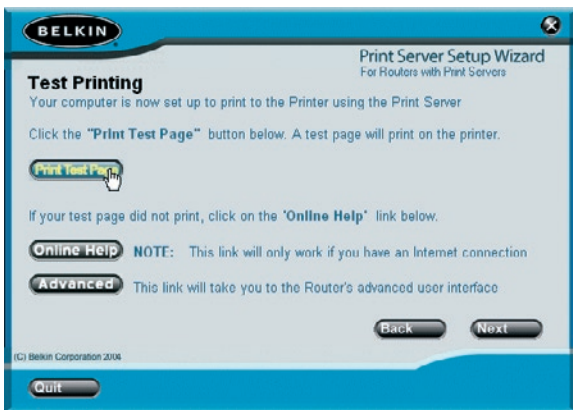 BELKIN
Print Server Setup Wizard
For Routers with Print Servers
Test Printing
Your computer is now set up to print to the Printer using the Print Server
Click the "Print Test Page" button below. A test page will print on the printer.
Print Test Page
If your test page did not print, click on the "Online Help" link below.
Online Help NOTE: This link will only work if you have an Internet connection
Advanced This link will take you to the Router's advanced user interface
Back Next
(C) Belkin Corporation 2004
Quit